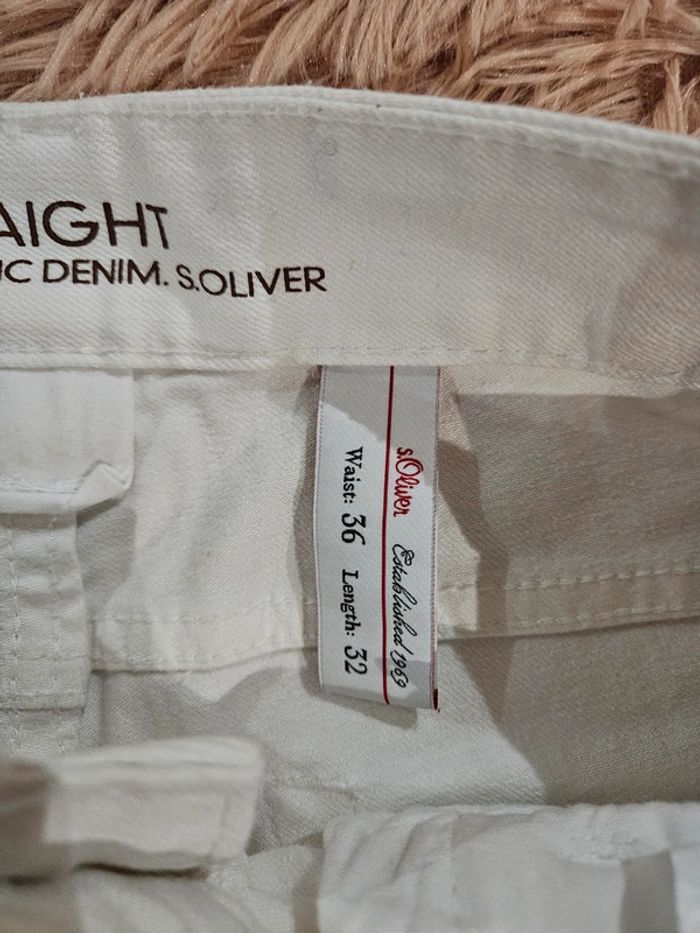 AIGHT
IC DENIM. S.OLIVER
s.Oliver Established 1969
Waist: 36 Length: 32